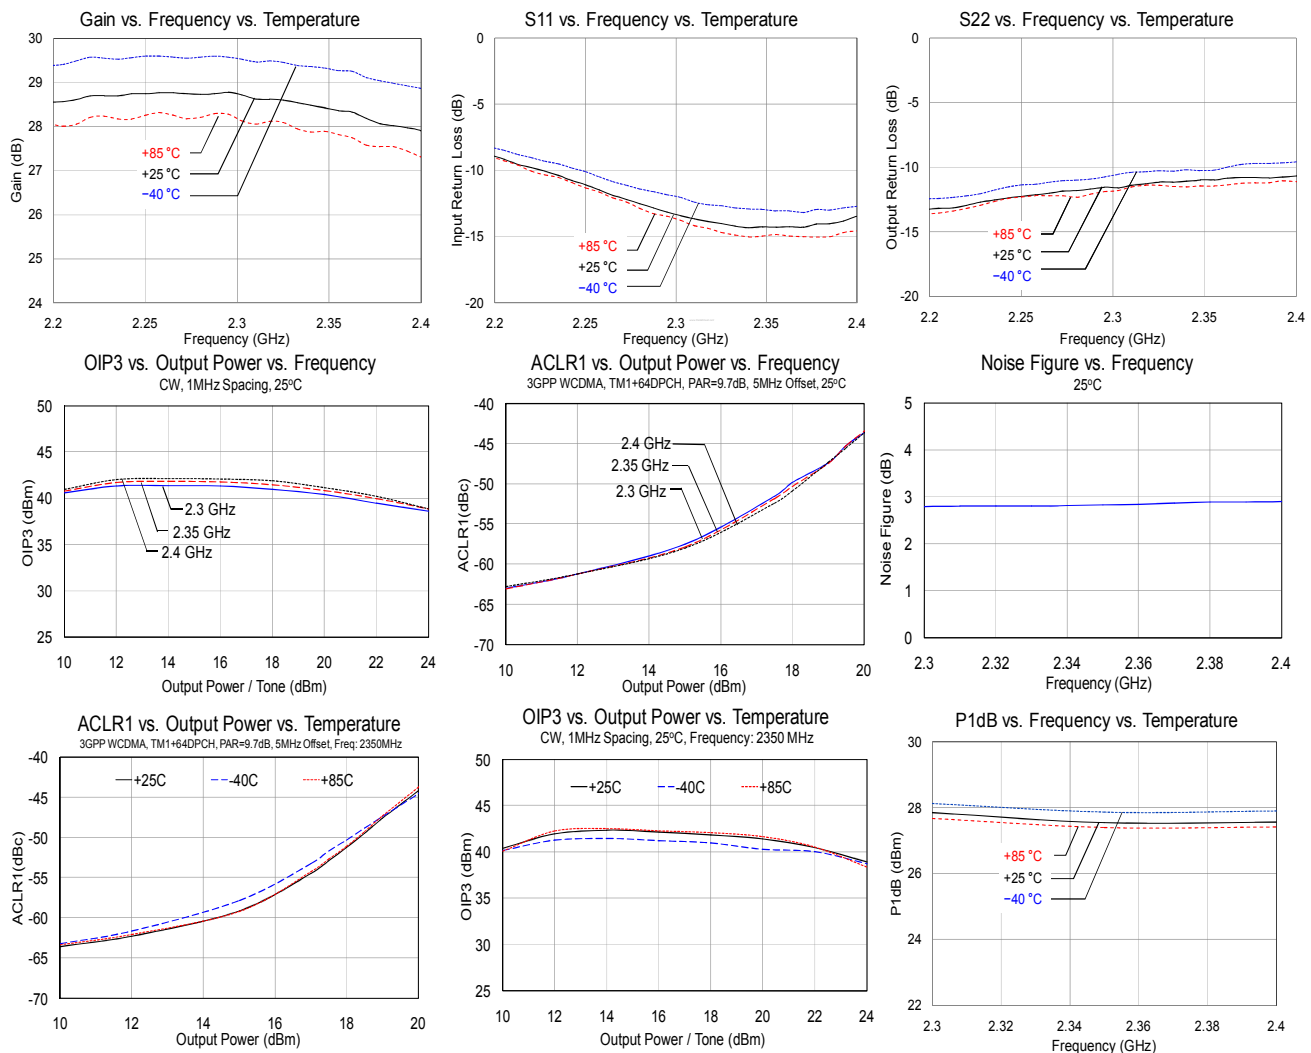 Gain vs. Frequency vs. Temperature
Gain (dB)
30
29
28
27
26
25
24
+85 °C
+25 °C
−40 °C
2.2
2.25
2.3
2.35
2.4
Frequency (GHz)
S11 vs. Frequency vs. Temperature
Input Return Loss (dB)
0
-5
-10
-15
-20
+85 °C
+25 °C
−40 °C
2.2
2.25
2.3
2.35
2.4
Frequency (GHz)
S22 vs. Frequency vs. Temperature
Output Return Loss (dB)
0
-5
-10
-15
-20
+85 °C
+25 °C
−40 °C
2.2
2.25
2.3
2.35
2.4
Frequency (GHz)
OIP3 vs. Output Power vs. Frequency
CW, 1MHz Spacing, 25ºC
OIP3 (dBm)
50
45
40
35
30
25
2.3 GHz
2.35 GHz
2.4 GHz
10
12
14
16
18
20
22
24
Output Power / Tone (dBm)
ACLR1 vs. Output Power vs. Frequency
3GPP WCDMA, TM1+64DPCH, PAR=9.7dB, 5MHz Offset, 25ºC
ACLR1(dBc)
-40
-45
-50
-55
-60
-65
-70
2.4 GHz
2.35 GHz
2.3 GHz
10
12
14
16
18
20
Output Power (dBm)
Noise Figure vs. Frequency
25ºC
Noise Figure (dB)
5
4
3
2
1
0
2.3
2.32
2.34
2.36
2.38
2.4
Frequency (GHz)
ACLR1 vs. Output Power vs. Temperature
3GPP WCDMA, TM1+64DPCH, PAR=9.7dB, 5MHz Offset, Freq: 2350MHz
ACLR1(dBc)
-40
-45
-50
-55
-60
-65
-70
+25C
-40C
+85C
10
12
14
16
18
20
Output Power (dBm)
OIP3 vs. Output Power vs. Temperature
CW, 1MHz Spacing, 25ºC, Frequency: 2350 MHz
OIP3 (dBm)
50
45
40
35
30
25
+25C
-40C
+85C
10
12
14
16
18
20
22
24
Output Power / Tone (dBm)
P1dB vs. Frequency vs. Temperature
P1dB (dBm)
30
28
26
24
22
+85 °C
+25 °C
−40 °C
2.3
2.32
2.34
2.36
2.38
2.4
Frequency (GHz)